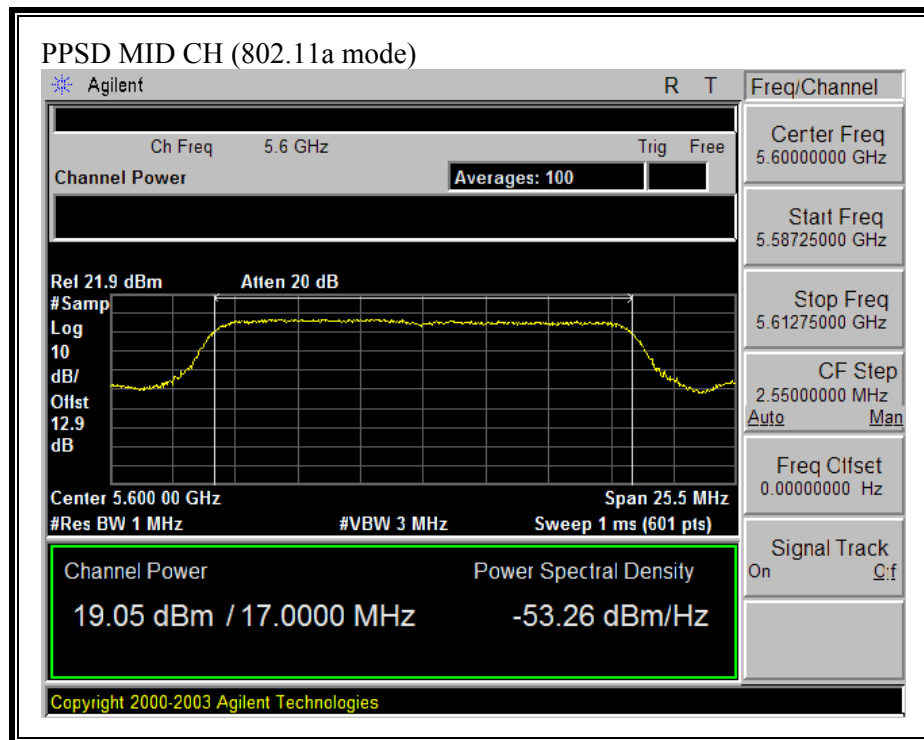 PPSD MID CH (802.11a mode)
Agilent R T
Freq/Channel
Ch Freq 5.6 GHz Trig Free
Channel Power Averages: 100
Center Freq
5.60000000 GHz
Start Freq
5.58725000 GHz
Stop Freq
5.61275000 GHz
CF Step
2.55000000 MHz
Auto Man
Freq Offset
0.00000000 Hz
Signal Track
On Off
Ref 21.9 dBm Atten 20 dB
#Samp
Log
10
dB/
Offst
12.9
dB
Center 5.600 00 GHz Span 25.5 MHz
#Res BW 1 MHz #VBW 3 MHz Sweep 1 ms (601 pts)
Channel Power Power Spectral Density
19.05 dBm / 17.0000 MHz -53.26 dBm/Hz
Copyright 2000-2003 Agilent Technologies